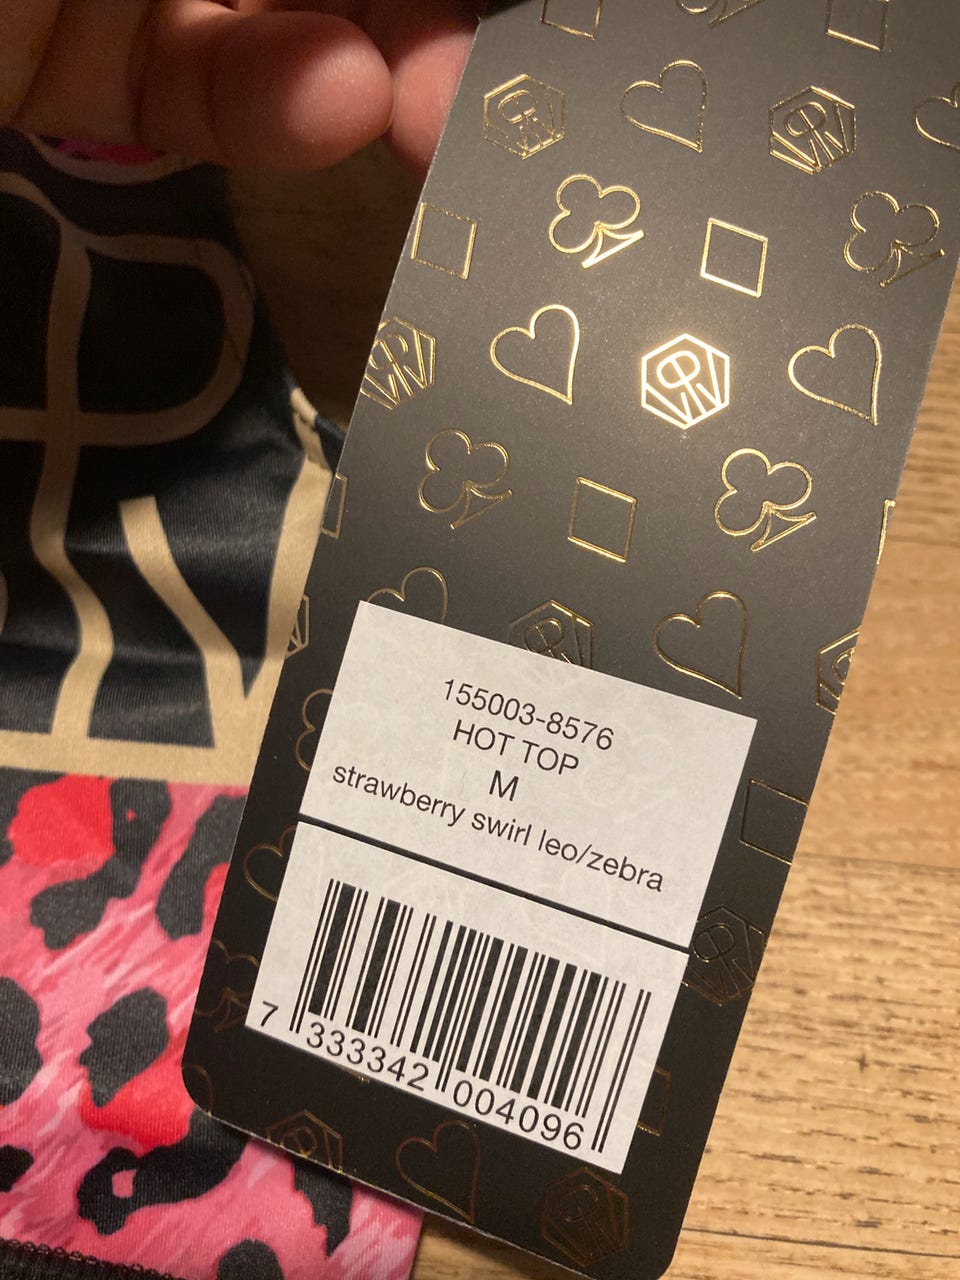 155003-8576
HOT TOP
M
strawberry swirl leo/zebra
7 333342 004096